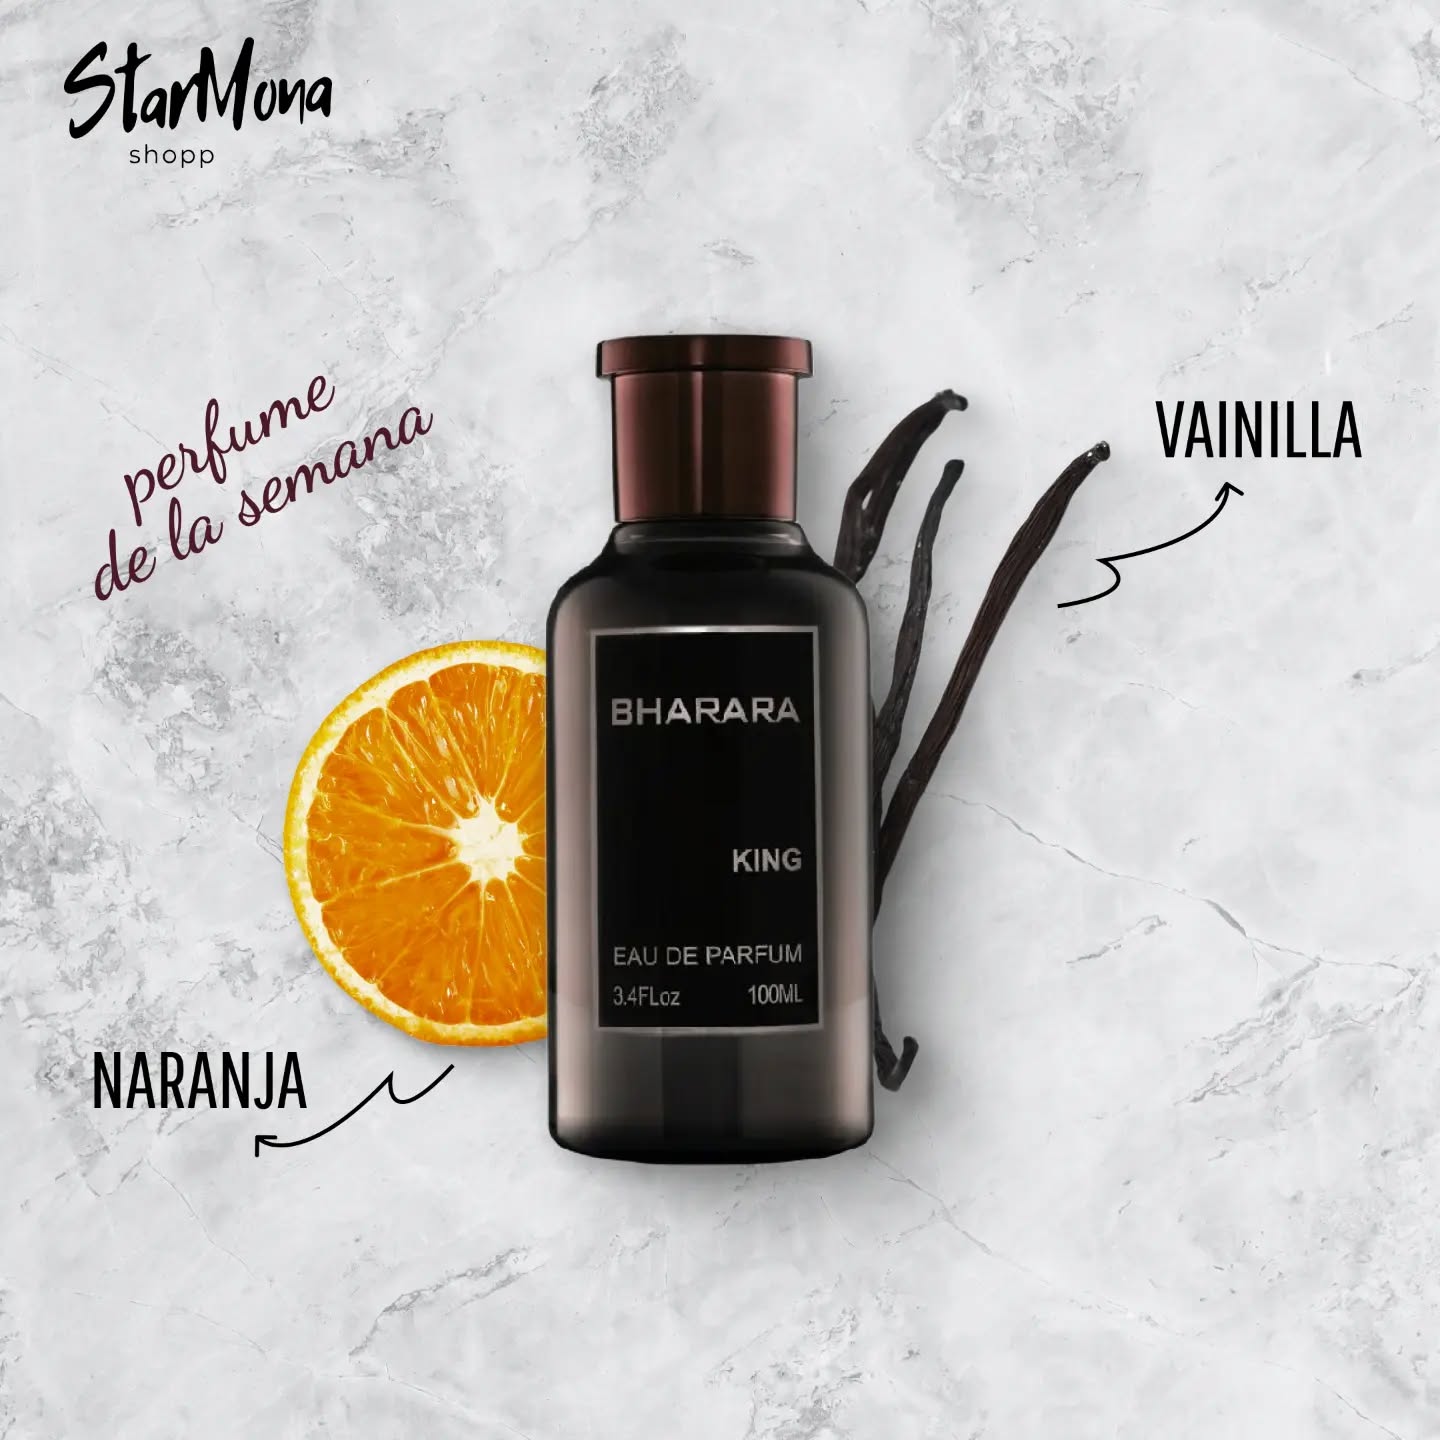 StarMona
shopp
perfume
de la semana
VAINILLA
BHARARA
KING
EAU DE PARFUM
3.4FLoz 100ML
NARANJA